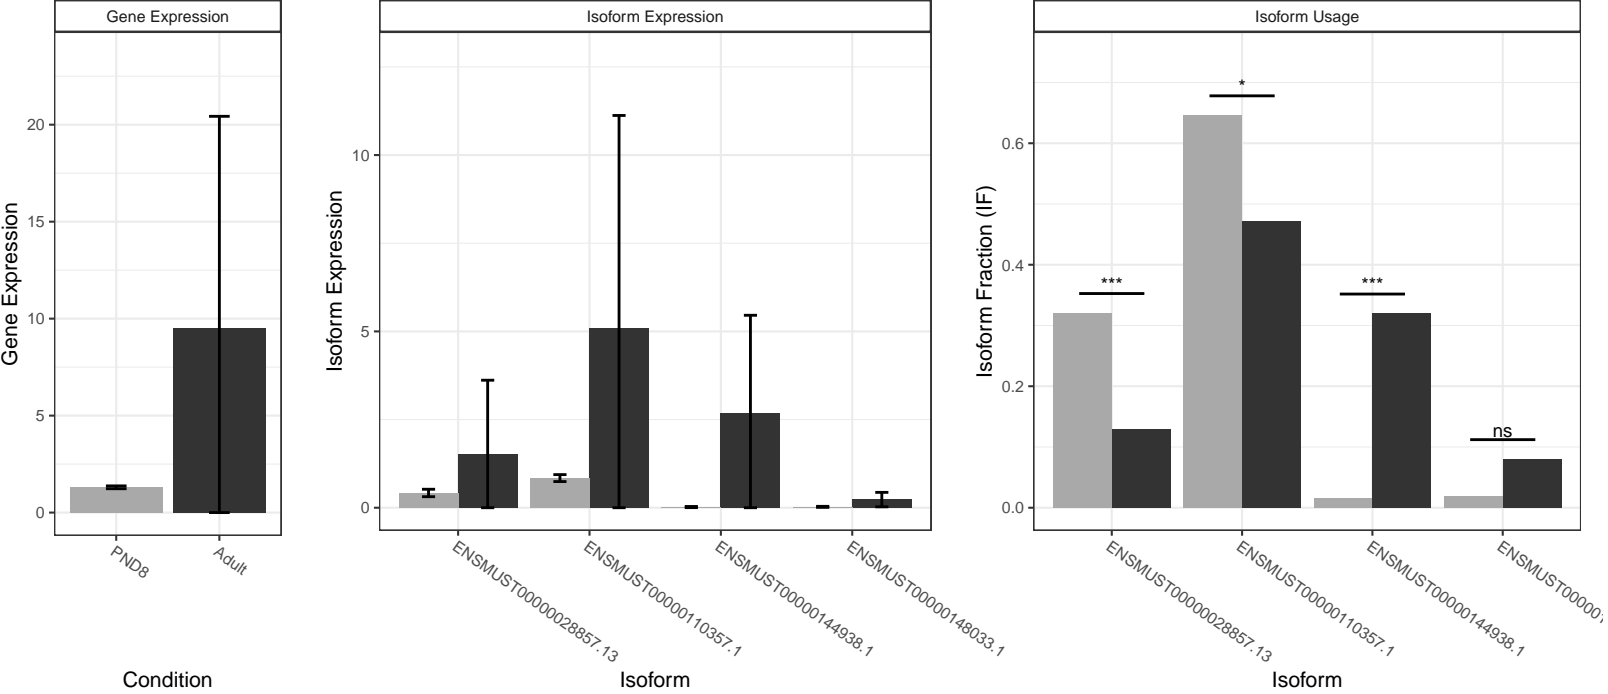 Gene Expression
Isoform Expression
Isoform Usage
Gene Expression
20
15
10
5
0
PND8
Adult
Condition
Isoform Expression
10
5
0
ENSMUST00000028857.13
ENSMUST00000110357.1
ENSMUST00000144938.1
ENSMUST00000148033.1
Isoform
Isoform Fraction (IF)
0.6
0.4
0.2
0.0
***
*
***
ns
ENSMUST00000028857.13
ENSMUST00000110357.1
ENSMUST00000144938.1
ENSMUST000001
Isoform